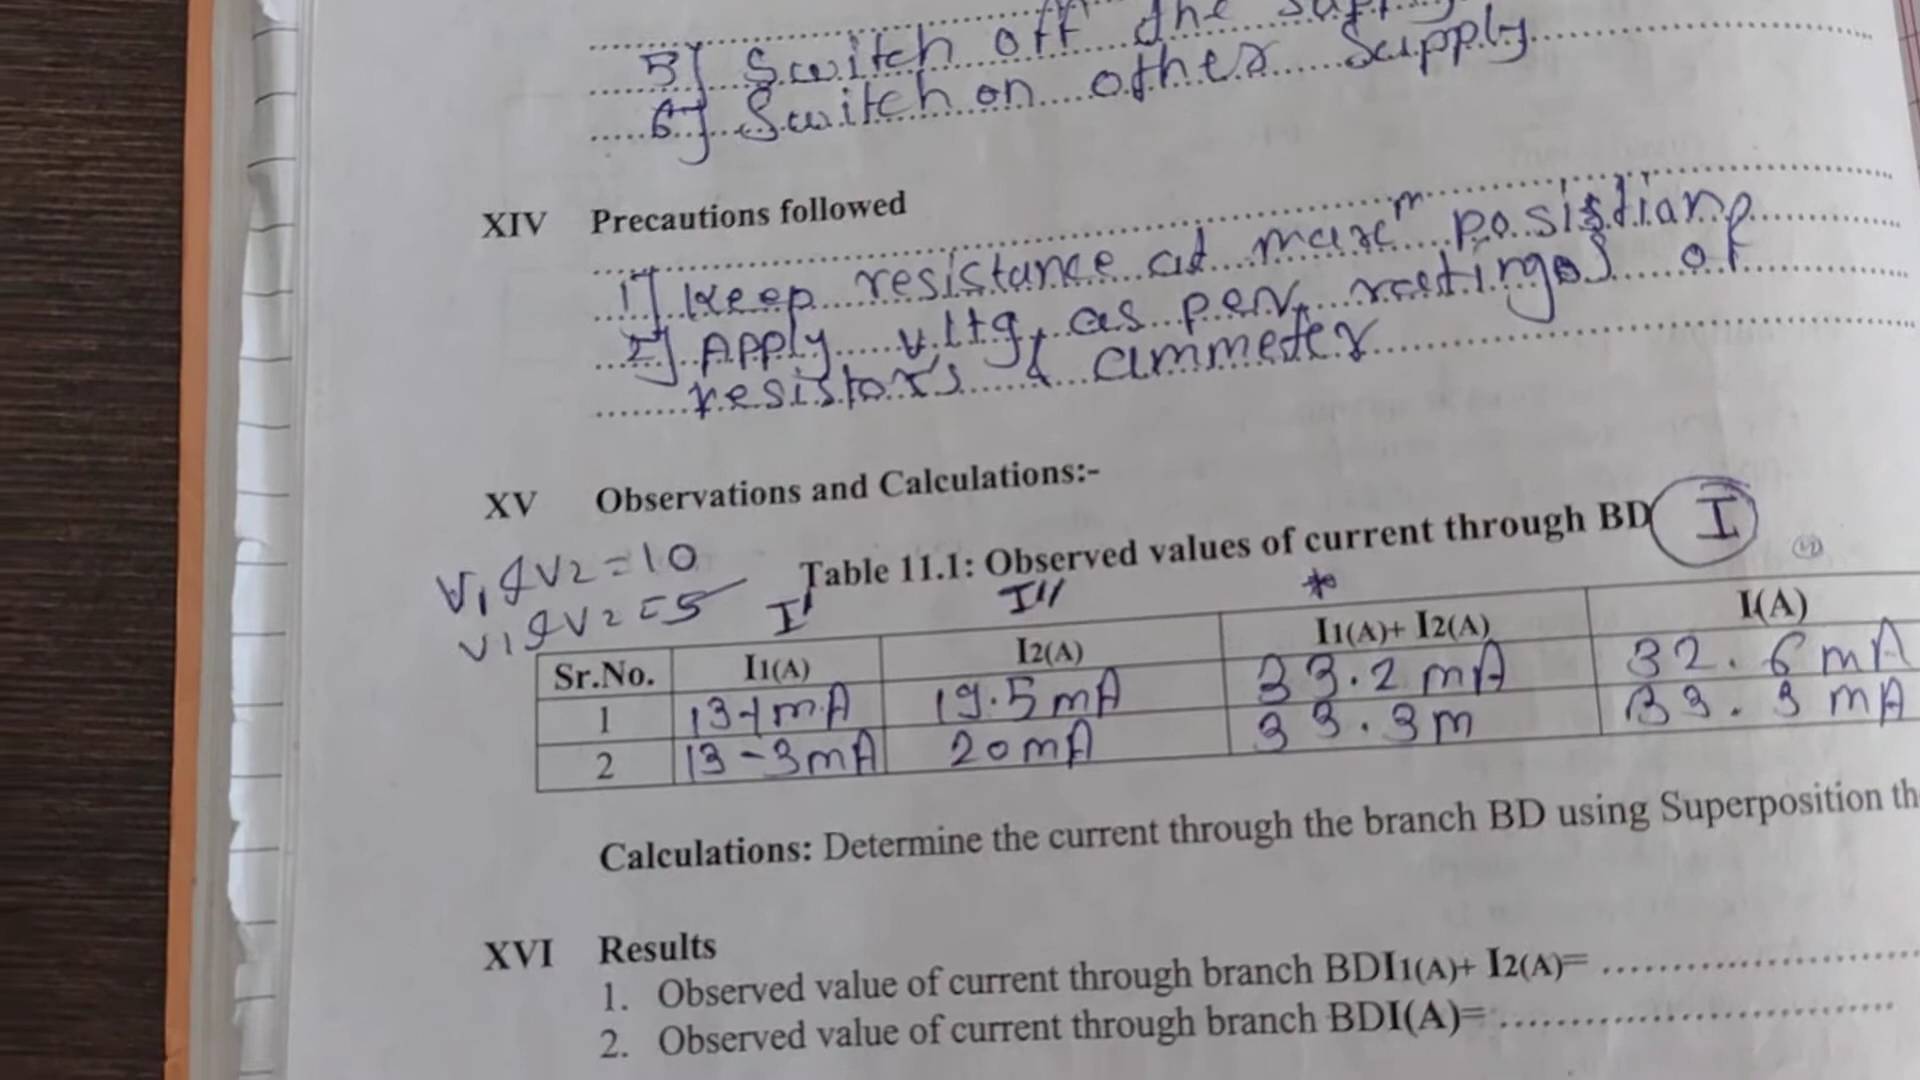 5] Switch off the
6] Switch on other Supply
XIV Precautions followed
1] Keep resistance at maxm posistion
2] Apply vltg, as per ratings of
resistors & ammeter
XV Observations and Calculations:-
V1 & V2 = 10
V1 & V2 = 5
Table 11.1: Observed values of current through BD I
I' I" *
Sr.No. I1(A) I2(A) I1(A)+ I2(A) I(A)
1 13.1mA 19.5mA 33.2 mA 32.6 mA
2 13-3mA 20mA 33.3m 33.3 mA
Calculations: Determine the current through the branch BD using Superposition th
XVI Results
1. Observed value of current through branch BDI1(A)+ I2(A)= ....................
2. Observed value of current through branch BDI(A)= .........................